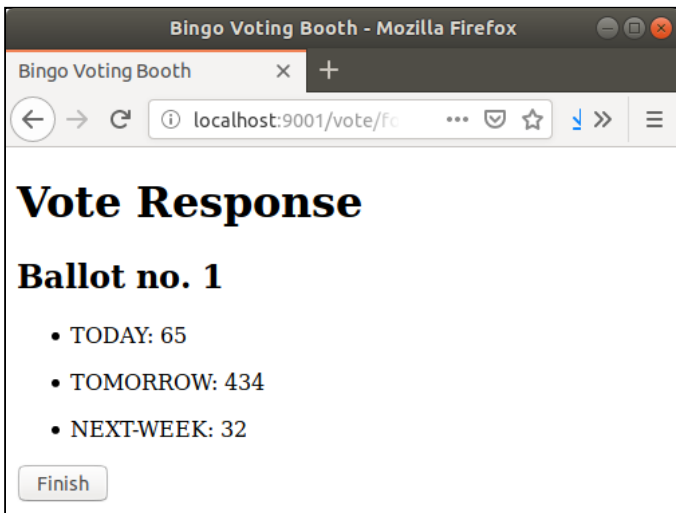 Bingo Voting Booth - Mozilla Firefox
Bingo Voting Booth
localhost:9001/vote/fo
Vote Response
Ballot no. 1
• TODAY: 65
• TOMORROW: 434
• NEXT-WEEK: 32
Finish